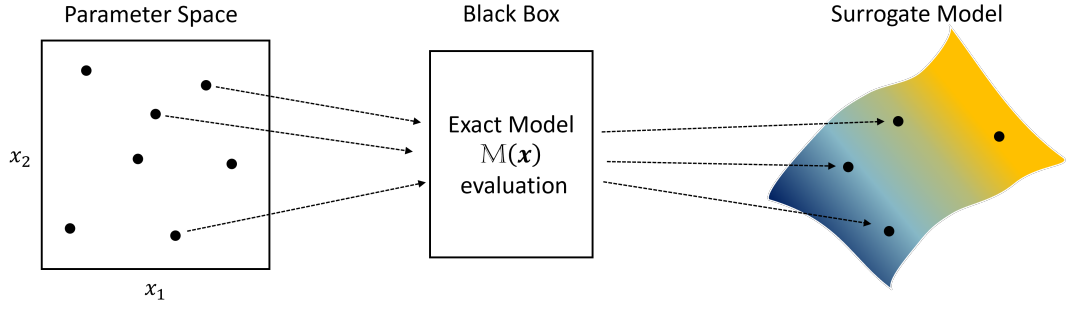 Parameter Space
Black Box
Surrogate Model
Exact Model
𝕄(𝒙)
evaluation
𝑥₂
𝑥₁